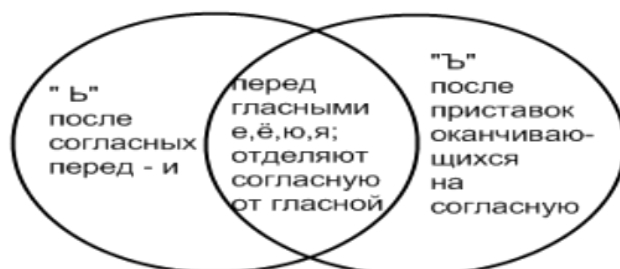 " Ь"
после
согласных
перед - и
перед
гласными
е,ё,ю,я;
отделяют
согласную
от гласной
"Ъ"
после
приставок
оканчиваю-
щихся
на
согласную